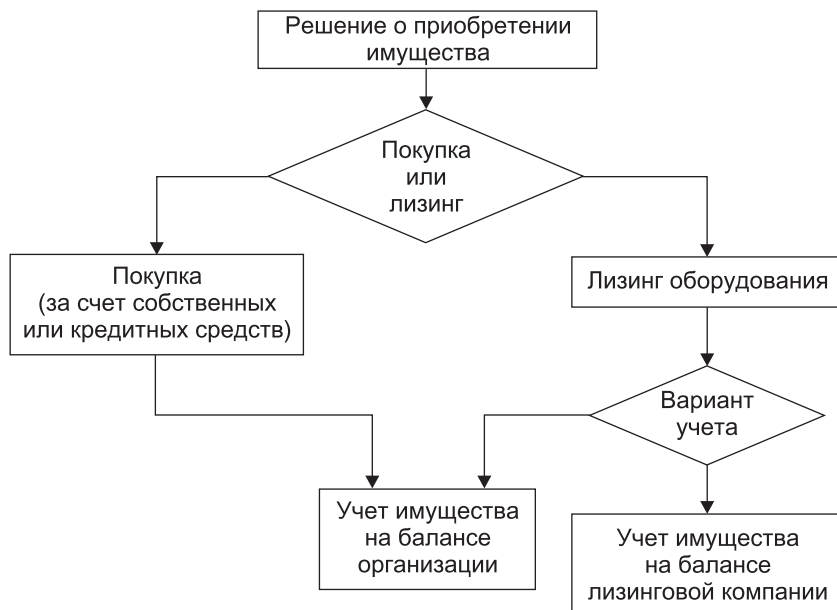 Решение о приобретении
имущества
Покупка
или
лизинг
Покупка
(за счет собственных
или кредитных средств)
Лизинг оборудования
Вариант
учета
Учет имущества
на балансе
организации
Учет имущества
на балансе
лизинговой компании